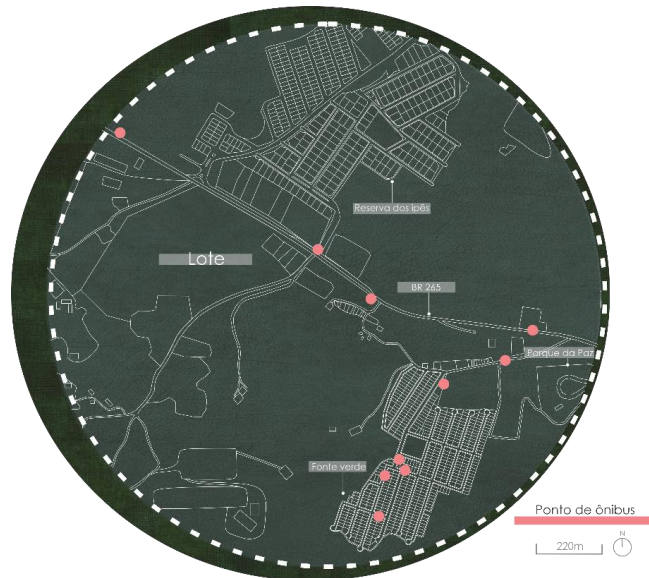 Reserva dos ipês
Lote
BR 265
Parque da Paz
Fonte verde
Ponto de ônibus
220m
N